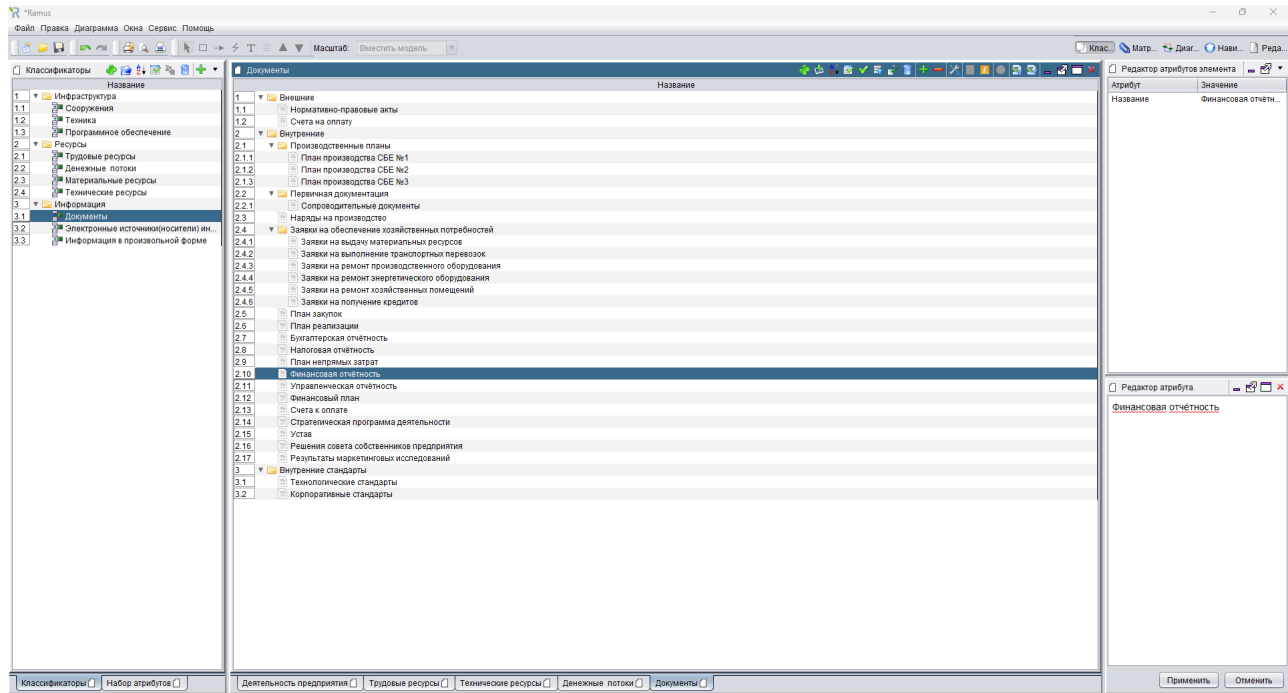 *Ramus
Файл Правка Диаграмма Окна Сервис Помощь
Масштаб: Вместить модель
Клас... Матр... Диаг... Нави... Реда...
Классификаторы
Название
1 Инфраструктура
1.1 Сооружения
1.2 Техника
1.3 Программное обеспечение
2 Ресурсы
2.1 Трудовые ресурсы
2.2 Денежные потоки
2.3 Материальные ресурсы
2.4 Технические ресурсы
3 Информация
3.1 Документы
3.2 Электронные источники(носители) ин...
3.3 Информация в произвольной форме
Классификаторы Набор атрибутов
Документы
Название
1 Внешние
1.1 Нормативно-правовые акты
1.2 Счета на оплату
2 Внутренние
2.1 Производственные планы
2.1.1 План производства СБЕ №1
2.1.2 План производства СБЕ №2
2.1.3 План производства СБЕ №3
2.2 Первичная документация
2.2.1 Сопроводительные документы
2.3 Наряды на производство
2.4 Заявки на обеспечение хозяйственных потребностей
2.4.1 Заявки на выдачу материальных ресурсов
2.4.2 Заявки на выполнение транспортных перевозок
2.4.3 Заявки на ремонт производственного оборудования
2.4.4 Заявки на ремонт энергетического оборудования
2.4.5 Заявки на ремонт хозяйственных помещений
2.4.6 Заявки на получение кредитов
2.5 План закупок
2.6 План реализации
2.7 Бухгалтерская отчётность
2.8 Налоговая отчётность
2.9 План непрямых затрат
2.10 Финансовая отчётность
2.11 Управленческая отчётность
2.12 Финансовый план
2.13 Счета к оплате
2.14 Стратегическая программа деятельности
2.15 Устав
2.16 Решения совета собственников предприятия
2.17 Результаты маркетинговых исследований
3 Внутренние стандарты
3.1 Технологические стандарты
3.2 Корпоративные стандарты
Деятельность предприятия Трудовые ресурсы Технические ресурсы Денежные потоки Документы
Редактор атрибутов элемента
Атрибут Значение
Название Финансовая отчётн...
Редактор атрибута
Финансовая отчётность
Применить Отменить